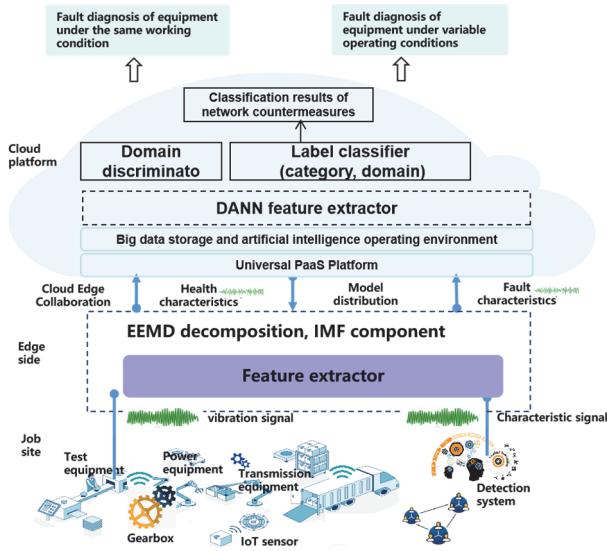 Fault diagnosis of equipment
under the same working
condition
Fault diagnosis of
equipment under variable
operating conditions
Classification results of
network countermeasures
Cloud
platform
Domain
discriminato
Label classifier
(category, domain)
DANN feature extractor
Big data storage and artificial intelligence operating environment
Universal PaaS Platform
Cloud Edge
Collaboration
Health
characteristics
Model
distribution
Fault
characteristics
EEMD decomposition, IMF component
Edge
side
Feature extractor
vibration signal
Characteristic signal
Job
site
Test
equipment
Power
equipment
Transmission
equipment
Detection
system
Gearbox
IoT sensor